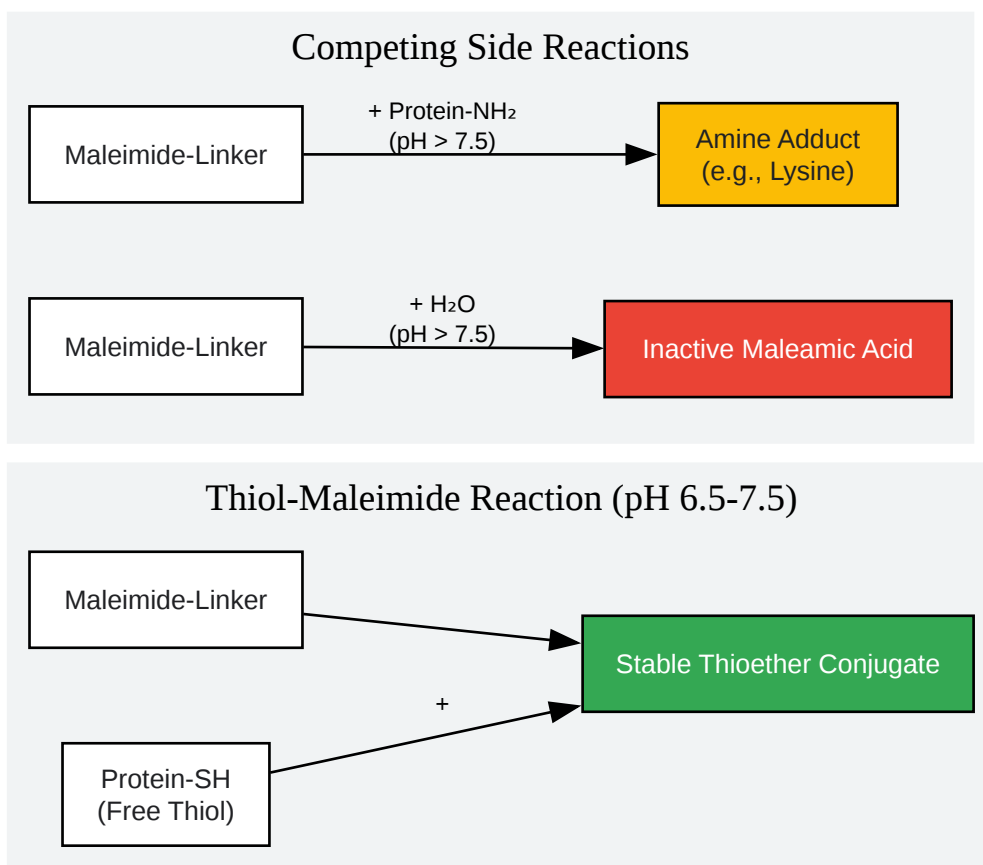 Competing Side Reactions
Maleimide-Linker
+ Protein-NH₂
(pH > 7.5)
Amine Adduct
(e.g., Lysine)
Maleimide-Linker
+ H₂O
(pH > 7.5)
Inactive Maleamic Acid
Thiol-Maleimide Reaction (pH 6.5-7.5)
Maleimide-Linker
Stable Thioether Conjugate
+
Protein-SH
(Free Thiol)